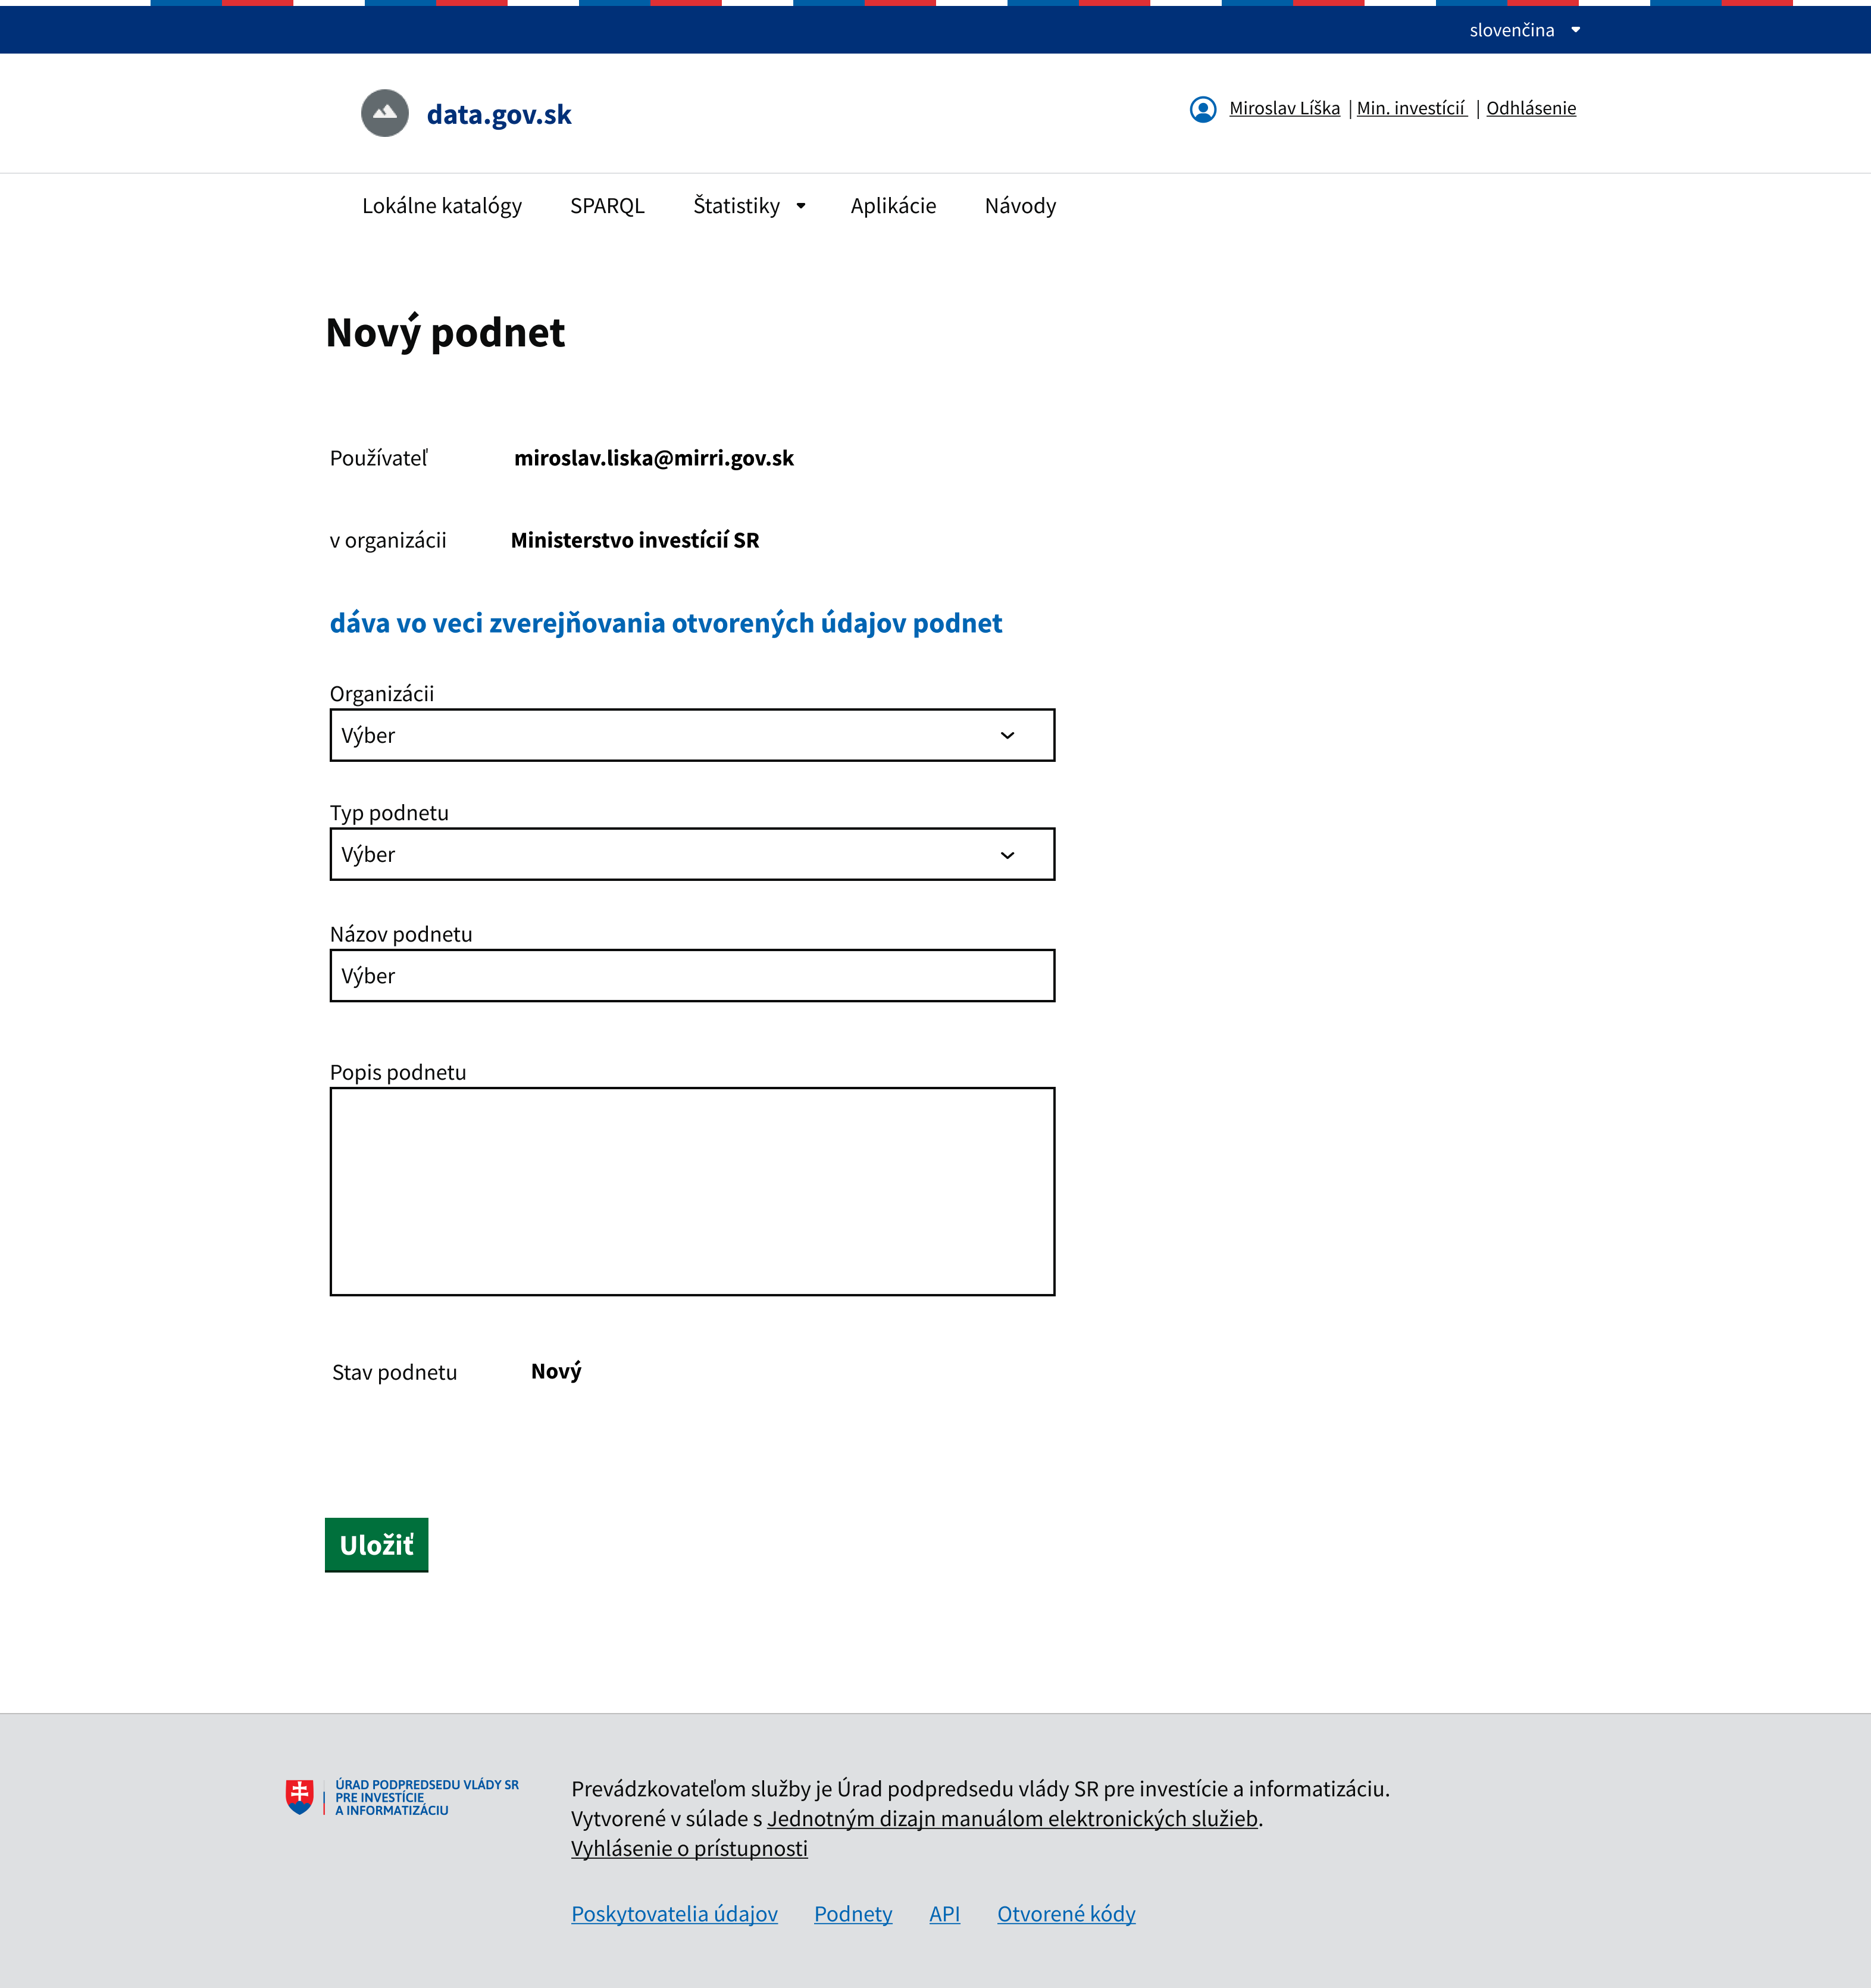 slovenčina
data.gov.sk
Miroslav Líška | Min. investícií | Odhlásenie
Lokálne katalógy SPARQL Štatistiky Aplikácie Návody
Nový podnet
Používateľ miroslav.liska@mirri.gov.sk
v organizácii Ministerstvo investícií SR
dáva vo veci zverejňovania otvorených údajov podnet
Organizácii
Výber
Typ podnetu
Výber
Názov podnetu
Výber
Popis podnetu
Stav podnetu Nový
Uložiť
ÚRAD PODPREDSEDU VLÁDY SR
PRE INVESTÍCIE
A INFORMATIZÁCIU
Prevádzkovateľom služby je Úrad podpredsedu vlády SR pre investície a informatizáciu.
Vytvorené v súlade s Jednotným dizajn manuálom elektronických služieb.
Vyhlásenie o prístupnosti
Poskytovatelia údajov Podnety API Otvorené kódy